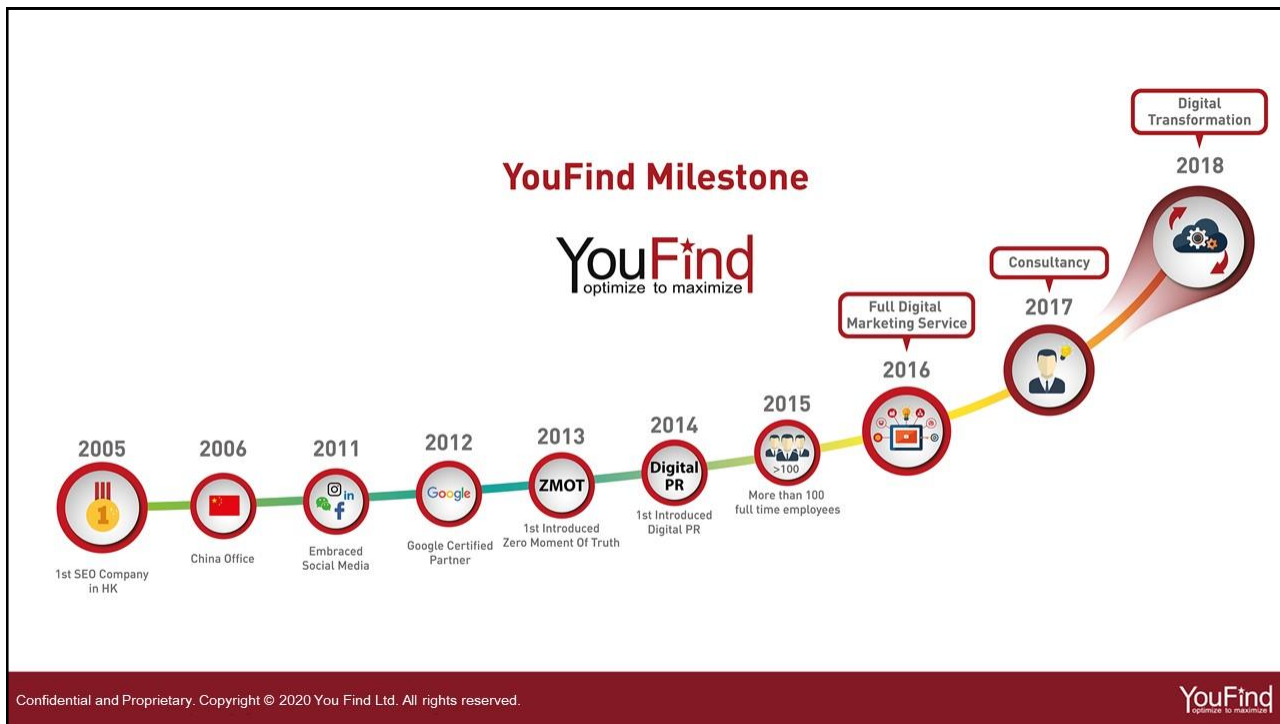 YouFind Milestone
YouFind
optimize to maximize
2005
1
1st SEO Company
in HK
2006
China Office
2011
in
f
Embraced
Social Media
2012
Google
Google Certified
Partner
2013
ZMOT
1st Introduced
Zero Moment Of Truth
2014
Digital
PR
1st Introduced
Digital PR
2015
>100
More than 100
full time employees
Full Digital
Marketing Service
2016
Consultancy
2017
Digital
Transformation
2018
Confidential and Proprietary. Copyright © 2020 You Find Ltd. All rights reserved.
YouFind
optimize to maximize